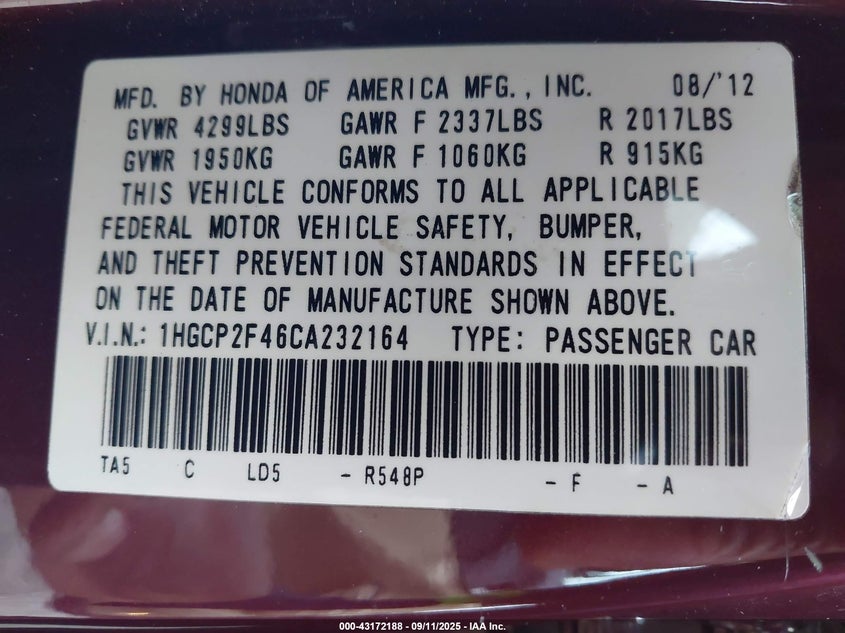 MFD. BY HONDA OF AMERICA MFG., INC. 08/'12
GVWR 4299LBS GAWR F 2337LBS R 2017LBS
GVWR 1950KG GAWR F 1060KG R 915KG
THIS VEHICLE CONFORMS TO ALL APPLICABLE
FEDERAL MOTOR VEHICLE SAFETY, BUMPER,
AND THEFT PREVENTION STANDARDS IN EFFECT
ON THE DATE OF MANUFACTURE SHOWN ABOVE.
V.I.N.: 1HGCP2F46CA232164 TYPE: PASSENGER CAR
TA5 C LD5 - R548P - F - A
000-43172188 - 09/11/2025 - IAA Inc.